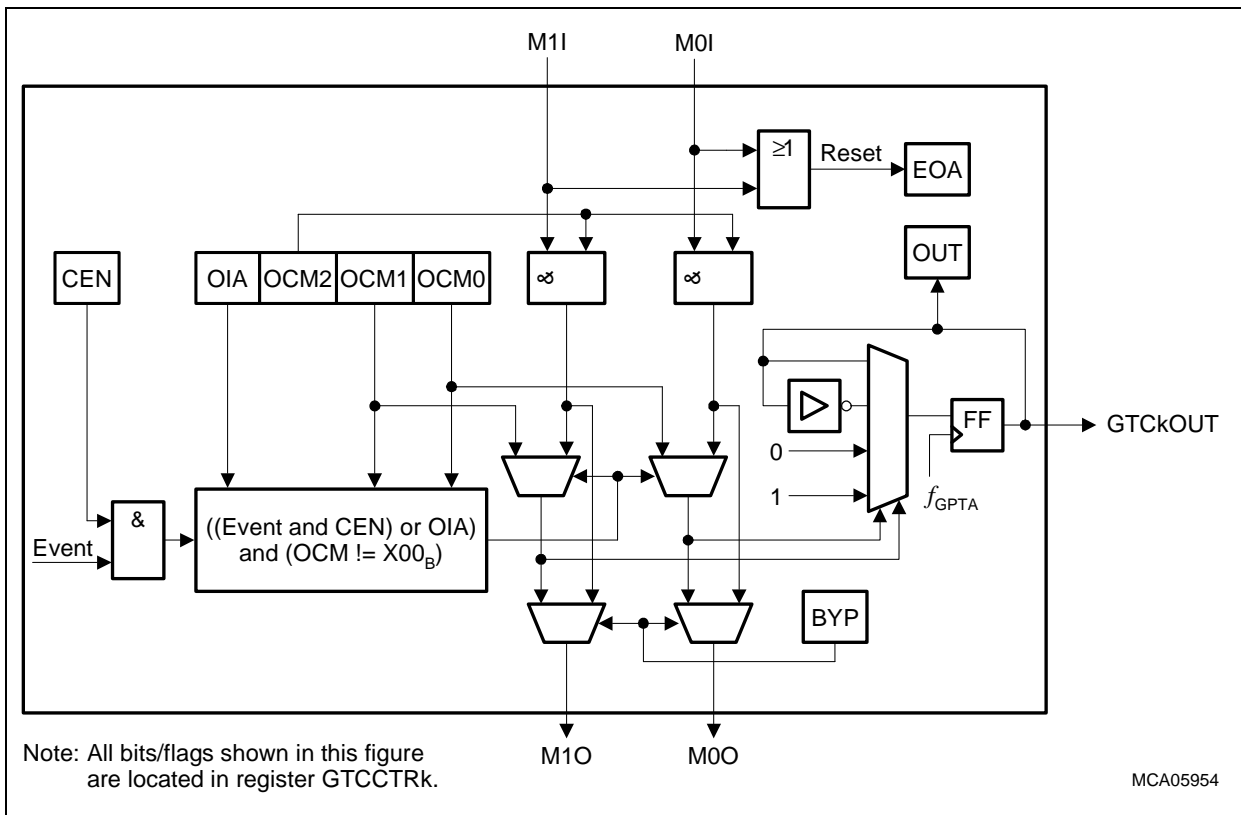 M1I
M0I
≥1
Reset
EOA
OUT
CEN
OIA
OCM2
OCM1
OCM0
&
&
FF
GTCkOUT
0
1
fGPTA
&
Event
((Event and CEN) or OIA)
and (OCM != X00B)
BYP
Note: All bits/flags shown in this figure
are located in register GTCCTRk.
M1O
M0O
MCA05954